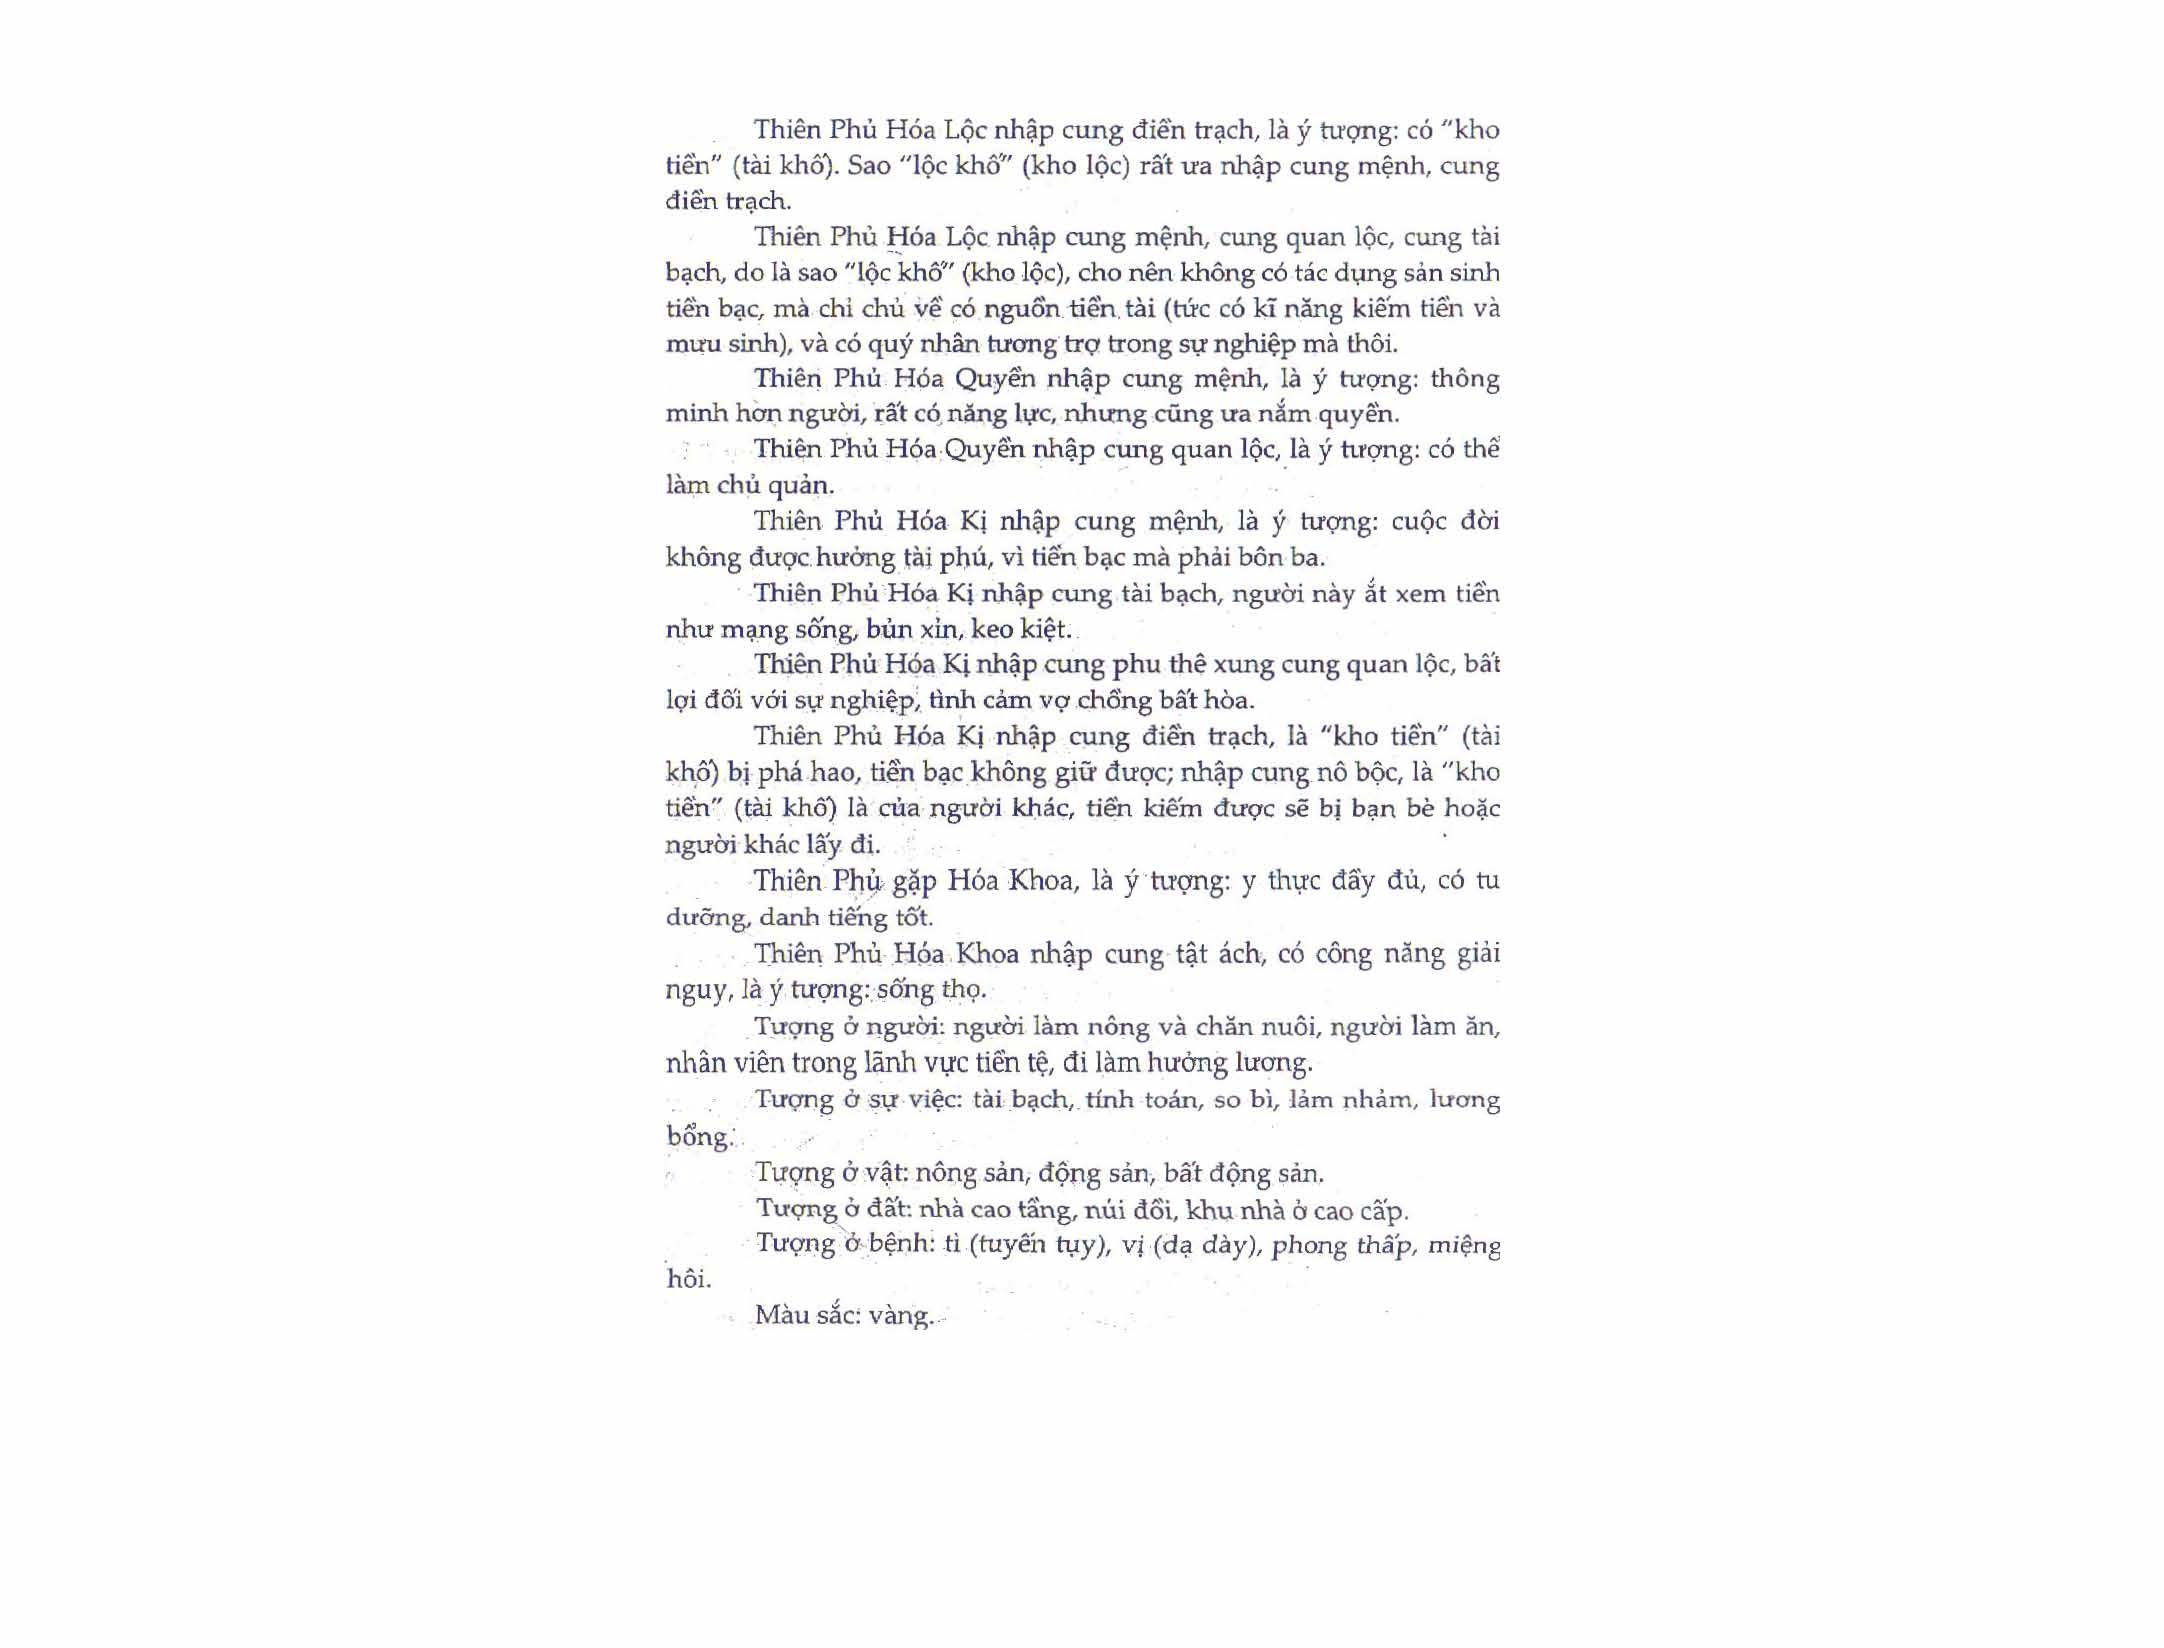 Thiên Phủ Hóa Lộc nhập cung điền trạch, là ý tượng: có "kho
tiền" (tài khố). Sao "lộc khố" (kho lộc) rất ưa nhập cung mệnh, cung
điền trạch.
Thiên Phủ Hóa Lộc nhập cung mệnh, cung quan lộc, cung tài
bạch, do là sao "lộc khố" (kho lộc), cho nên không có tác dụng sản sinh
tiền bạc, mà chỉ chủ về có nguồn tiền tài (tức có kĩ năng kiếm tiền và
mưu sinh), và có quý nhân tương trợ trong sự nghiệp mà thôi.
Thiên Phủ Hóa Quyền nhập cung mệnh, là ý tượng: thông
minh hơn người, rất có năng lực, nhưng cũng ưa nắm quyền.
Thiên Phủ Hóa Quyền nhập cung quan lộc, là ý tượng: có thể
làm chủ quản.
Thiên Phủ Hóa Kị nhập cung mệnh, là ý tượng: cuộc đời
không được hưởng tài phú, vì tiền bạc mà phải bôn ba.
Thiên Phủ Hóa Kị nhập cung tài bạch, người này ắt xem tiền
như mạng sống, bủn xỉn, keo kiệt.
Thiên Phủ Hóa Kị nhập cung phu thê xung cung quan lộc, bất
lợi đối với sự nghiệp, tình cảm vợ chồng bất hòa.
Thiên Phủ Hóa Kị nhập cung điền trạch, là "kho tiền" (tài
khố) bị phá hao, tiền bạc không giữ được; nhập cung nô bộc, là "kho
tiền" (tài khố) là của người khác, tiền kiếm được sẽ bị bạn bè hoặc
người khác lấy đi.
Thiên Phủ gặp Hóa Khoa, là ý tượng: y thực đầy đủ, có tu
dưỡng, danh tiếng tốt.
Thiên Phủ Hóa Khoa nhập cung tật ách, có công năng giải
nguy, là ý tượng: sống thọ.
Tượng ở người: người làm nông và chăn nuôi, người làm ăn,
nhân viên trong lãnh vực tiền tệ, đi làm hưởng lương.
Tượng ở sự việc: tài bạch, tính toán, so bì, lảm nhảm, lương
bổng.
Tượng ở vật: nông sản, động sản, bất động sản.
Tượng ở đất: nhà cao tầng, núi đồi, khu nhà ở cao cấp.
Tượng ở bệnh: tì (tuyến tụy), vị (dạ dày), phong thấp, miệng
hôi.
Màu sắc: vàng.